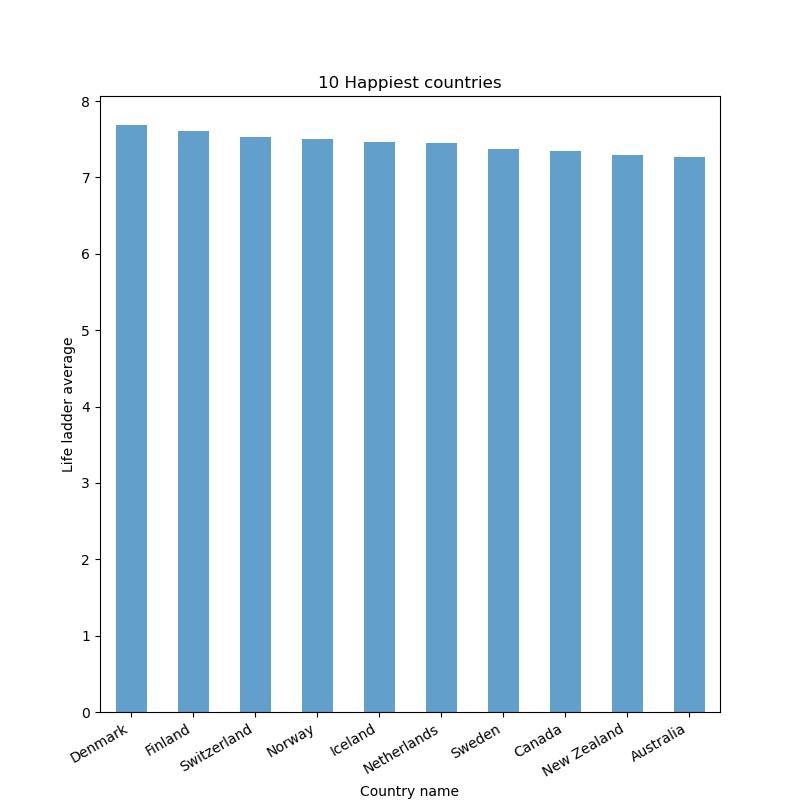 10 Happiest countries
8
7
6
5
4
3
2
1
0
Life ladder average
Denmark
Finland
Switzerland
Norway
Iceland
Netherlands
Sweden
Canada
New Zealand
Australia
Country name